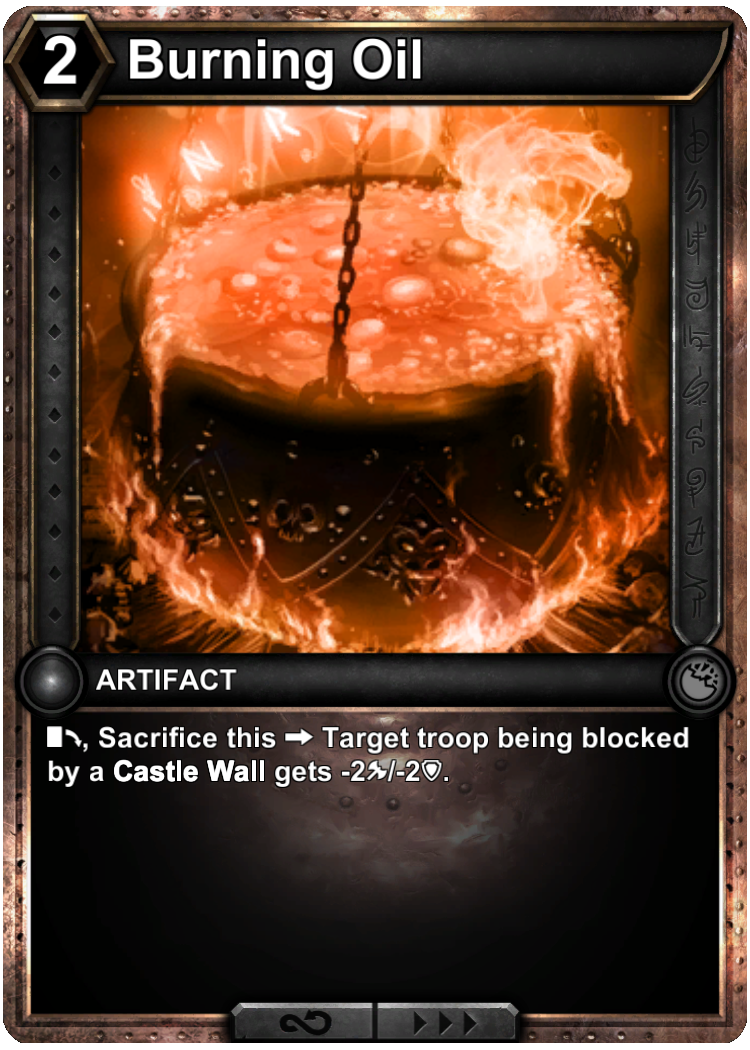 2
Burning Oil
ARTIFACT
, Sacrifice this ➡ Target troop being blocked
by a Castle Wall gets -2/-2.